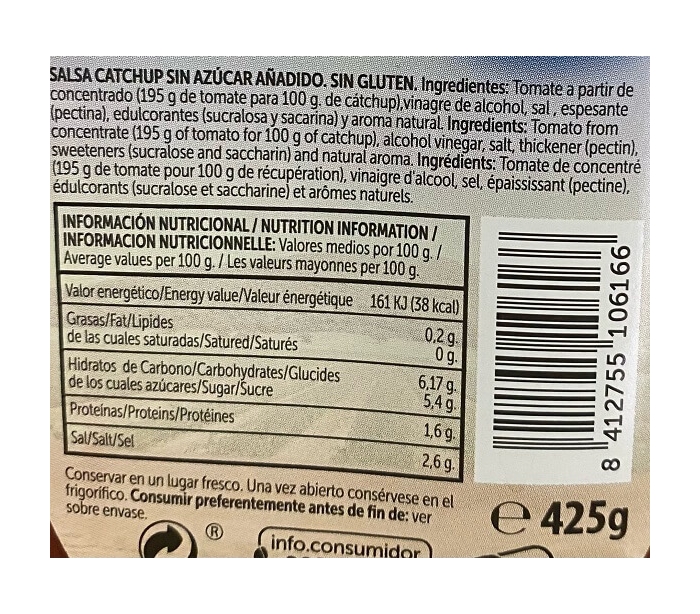 SALSA CATCHUP SIN AZÚCAR AÑADIDO. SIN GLUTEN. Ingredientes: Tomate a partir de
concentrado (195 g de tomate para 100 g. de cátchup),vinagre de alcohol, sal , espesante
(pectina), edulcorantes (sucralosa y sacarina) y aroma natural. Ingredients: Tomato from
concentrate (195 g of tomato for 100 g of catchup), alcohol vinegar, salt, thickener (pectin),
sweeteners (sucralose and saccharin) and natural aroma. Ingrédients: Tomate de concentré
(195 g de tomate pour 100 g de récupération), vinaigre d'alcool, sel, épaississant (pectine),
édulcorants (sucralose et saccharine) et arômes naturels.
INFORMACIÓN NUTRICIONAL / NUTRITION INFORMATION /
INFORMACION NUTRICIONNELLE: Valores medios por 100 g. /
Average values per 100 g. / Les valeurs mayonnes per 100 g.
Valor energético/Energy value/Valeur énergétique 161 KJ (38 kcal)
Grasas/Fat/Lipides 0,2 g.
de las cuales saturadas/Satured/Saturés 0 g.
Hidratos de Carbono/Carbohydrates/Glucides 6,17 g.
de los cuales azúcares/Sugar/Sucre 5,4 g.
Proteínas/Proteins/Protéines 1,6 g.
Sal/Salt/Sel 2,6 g.
Conservar en un lugar fresco. Una vez abierto consérvese en el
frigorífico. Consumir preferentemente antes de fin de: ver
sobre envase.
®
info.consumidor
8 412755 106166
e 425g